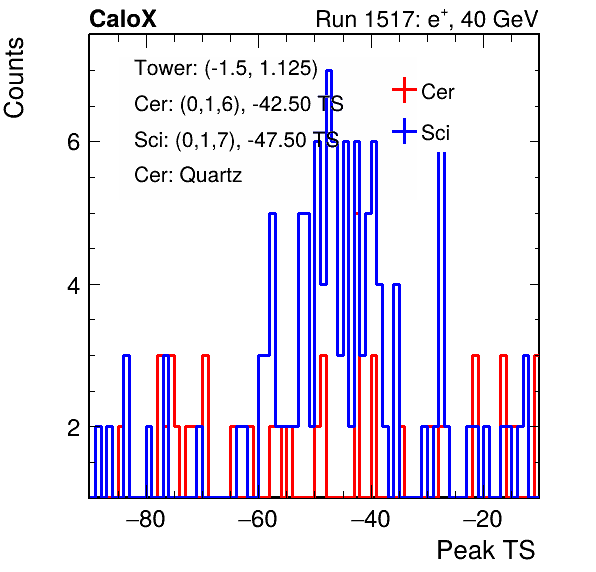 CaloX Run 1517: e⁺, 40 GeV
Counts
Tower: (-1.5, 1.125)
Cer: (0,1,6), -42.50 TS
Sci: (0,1,7), -47.50 TS
Cer: Quartz
Cer
Sci
6
4
2
−80 −60 −40 −20
Peak TS